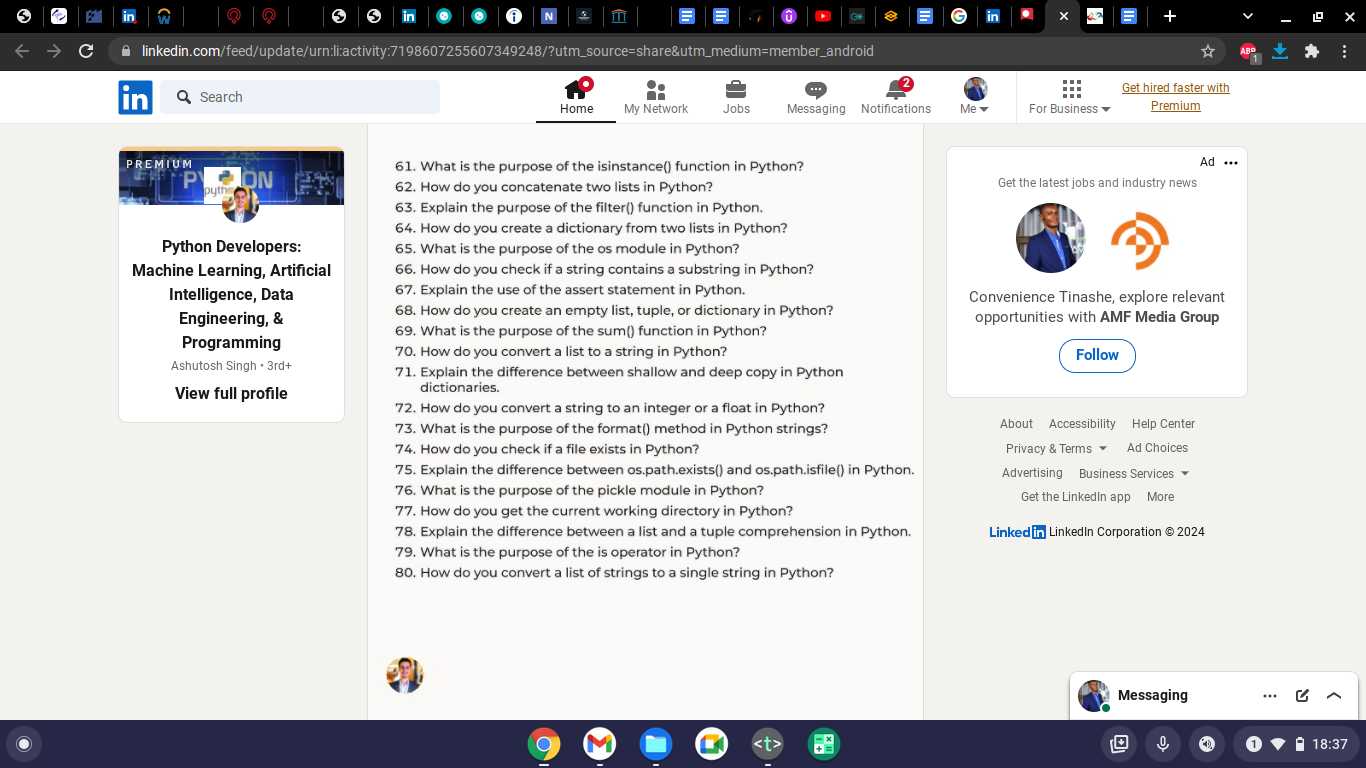 linkedin.com/feed/update/urn:li:activity:7198607255607349248/?utm_source=share&utm_medium=member_android
ABP
1
in
Search
Home
My Network
Jobs
Messaging
2
Notifications
Me
For Business
Get hired faster with
Premium
PREMIUM
PYTHON
python
Python Developers:
Machine Learning, Artificial
Intelligence, Data
Engineering, &
Programming
Ashutosh Singh • 3rd+
View full profile
61. What is the purpose of the isinstance() function in Python?
62. How do you concatenate two lists in Python?
63. Explain the purpose of the filter() function in Python.
64. How do you create a dictionary from two lists in Python?
65. What is the purpose of the os module in Python?
66. How do you check if a string contains a substring in Python?
67. Explain the use of the assert statement in Python.
68. How do you create an empty list, tuple, or dictionary in Python?
69. What is the purpose of the sum() function in Python?
70. How do you convert a list to a string in Python?
71. Explain the difference between shallow and deep copy in Python
dictionaries.
72. How do you convert a string to an integer or a float in Python?
73. What is the purpose of the format() method in Python strings?
74. How do you check if a file exists in Python?
75. Explain the difference between os.path.exists() and os.path.isfile() in Python.
76. What is the purpose of the pickle module in Python?
77. How do you get the current working directory in Python?
78. Explain the difference between a list and a tuple comprehension in Python.
79. What is the purpose of the is operator in Python?
80. How do you convert a list of strings to a single string in Python?
Ad
Get the latest jobs and industry news
Convenience Tinashe, explore relevant
opportunities with AMF Media Group
Follow
About Accessibility Help Center
Privacy & Terms Ad Choices
Advertising Business Services
Get the LinkedIn app More
LinkedIn LinkedIn Corporation © 2024
Messaging
<t>
1
18:37